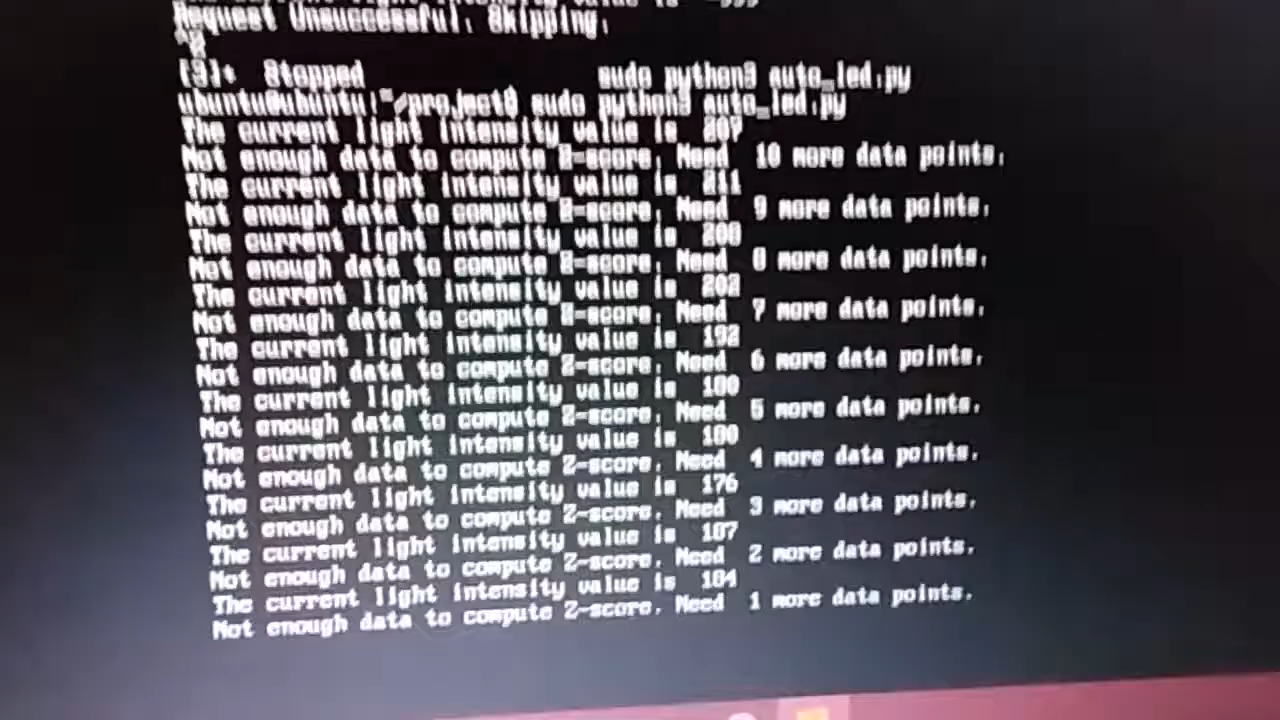 The current light intensity value is -999
Request Unsuccessful. Skipping.
^Z
[3]+ Stopped sudo python3 auto_led.py
ubuntu@ubuntu:~/project$ sudo python3 auto_led.py
The current light intensity value is
Not enough data to compute Z-score. Need 10 more data points.
The current light intensity value is 211
Not enough data to compute Z-score. Need 9 more data points.
The current light intensity value is
Not enough data to compute Z-score. Need 8 more data points.
The current light intensity value is 202
Not enough data to compute Z-score. Need 7 more data points.
The current light intensity value is 192
Not enough data to compute Z-score. Need 6 more data points.
The current light intensity value is
Not enough data to compute Z-score. Need 5 more data points.
The current light intensity value is
Not enough data to compute Z-score. Need 4 more data points.
The current light intensity value is 176
Not enough data to compute Z-score. Need 3 more data points.
The current light intensity value is
Not enough data to compute Z-score. Need 2 more data points.
The current light intensity value is
Not enough data to compute Z-score. Need 1 more data points.